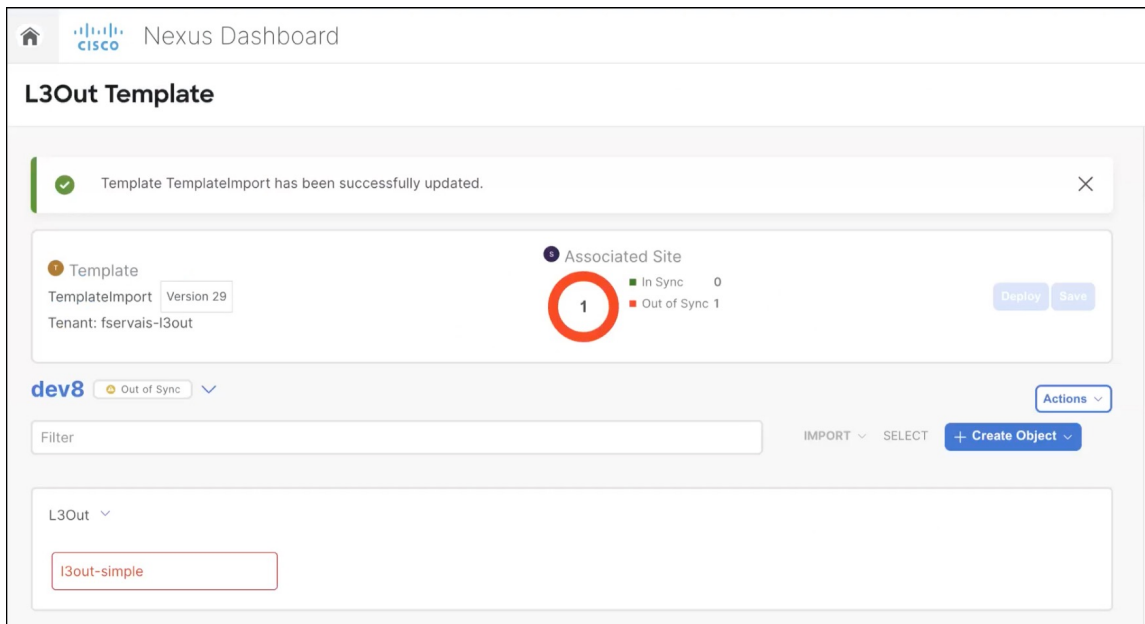 CISCO Nexus Dashboard
L3Out Template
Template TemplateImport has been successfully updated.
T Template
TemplateImport Version 29
Tenant: fservais-l3out
S Associated Site
1
In Sync 0
Out of Sync 1
Deploy Save
dev8 Out of Sync
Actions
Filter
IMPORT SELECT + Create Object
L3Out
l3out-simple